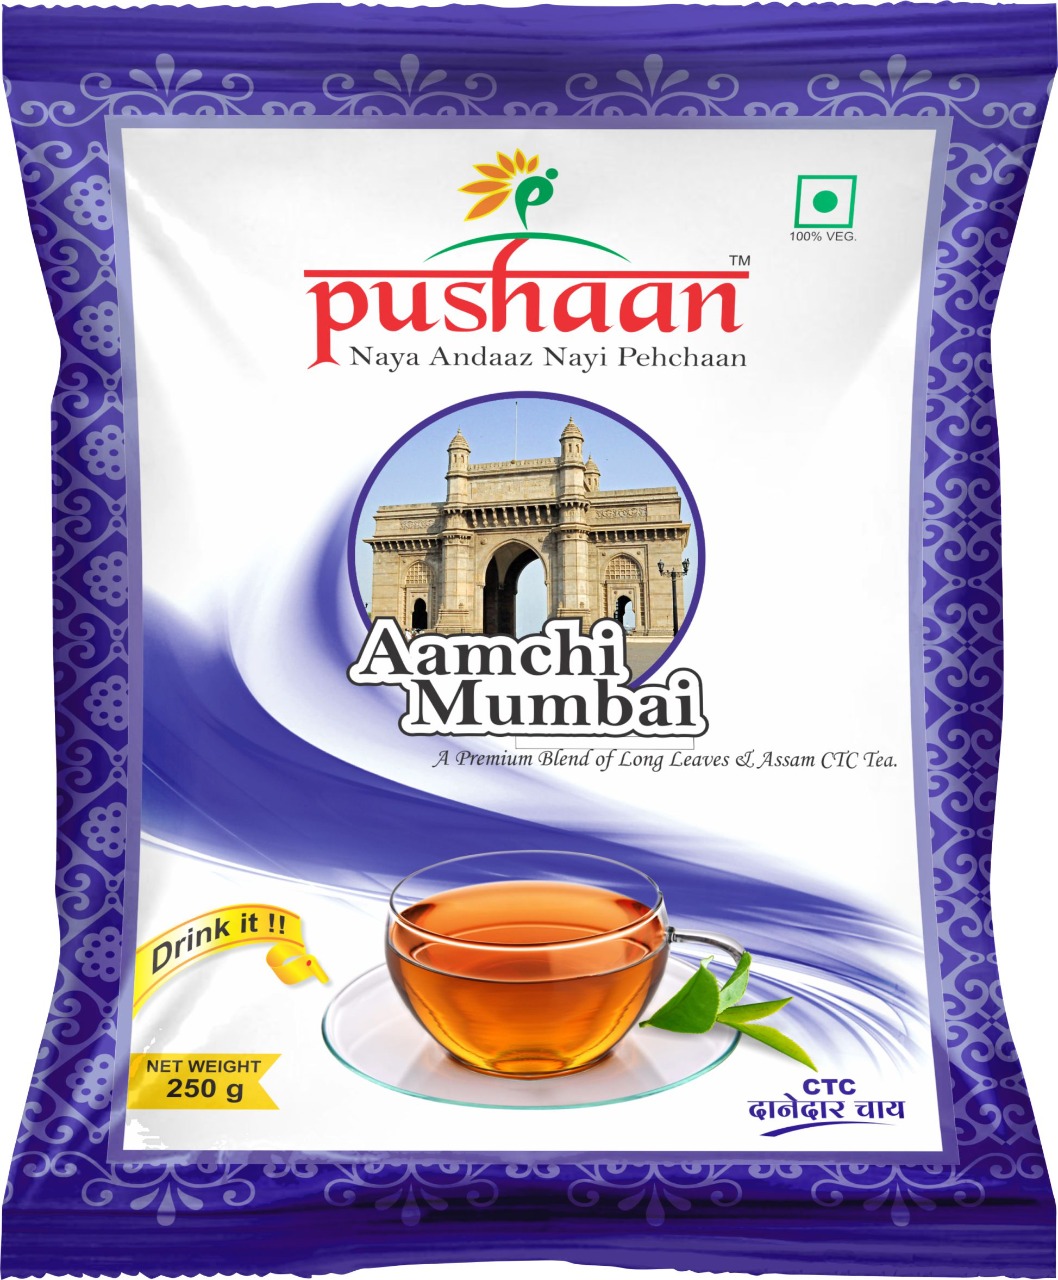 100% VEG.
pushaan TM
Naya Andaaz Nayi Pehchaan
Aamchi
Mumbai
A Premium Blend of Long Leaves & Assam CTC Tea.
Drink it !!
NET WEIGHT
250 g
CTC
दानेदार चाय